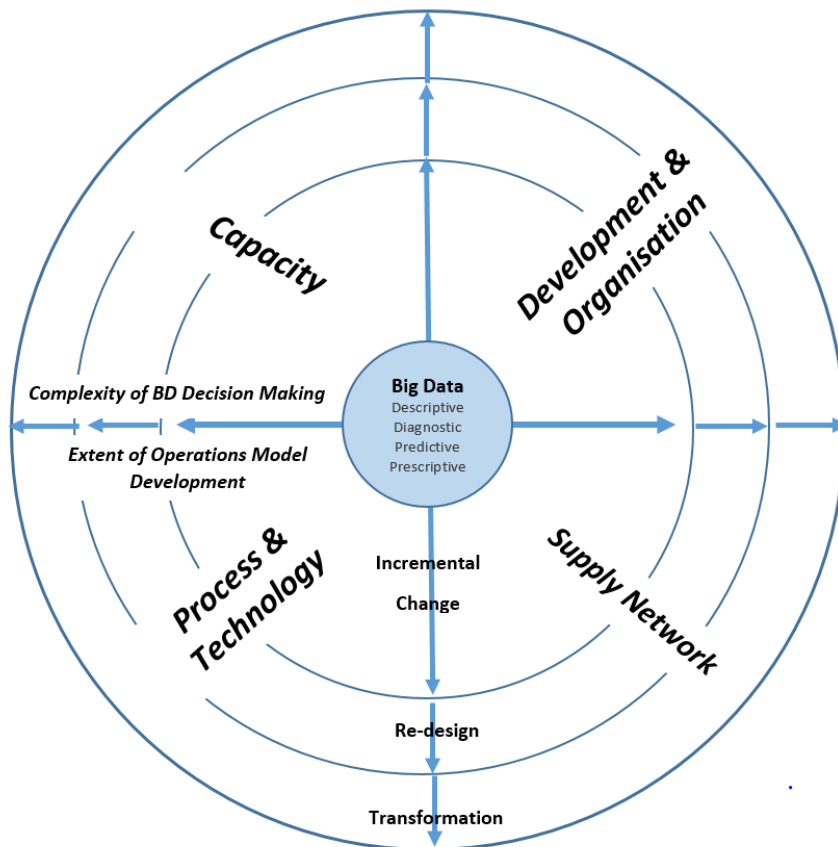 Capacity
Development &
Organisation
Complexity of BD Decision Making
Extent of Operations Model
Development
Big Data
Descriptive
Diagnostic
Predictive
Prescriptive
Process &
Technology
Incremental
Change
Supply Network
Re-design
Transformation